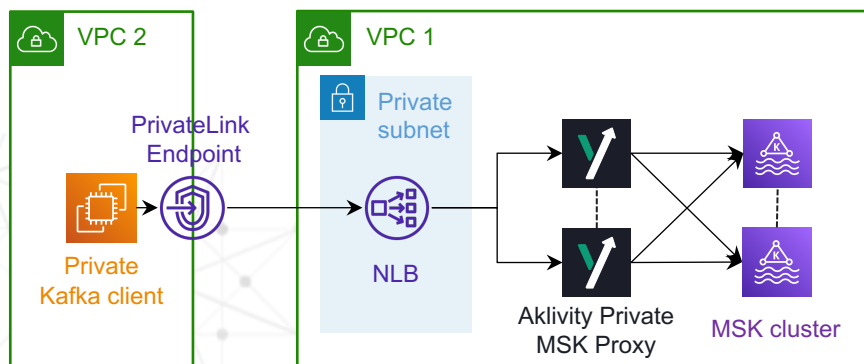 VPC 2
VPC 1
Private
subnet
PrivateLink
Endpoint
Private
Kafka client
NLB
Aklivity Private
MSK Proxy
K
K
MSK cluster